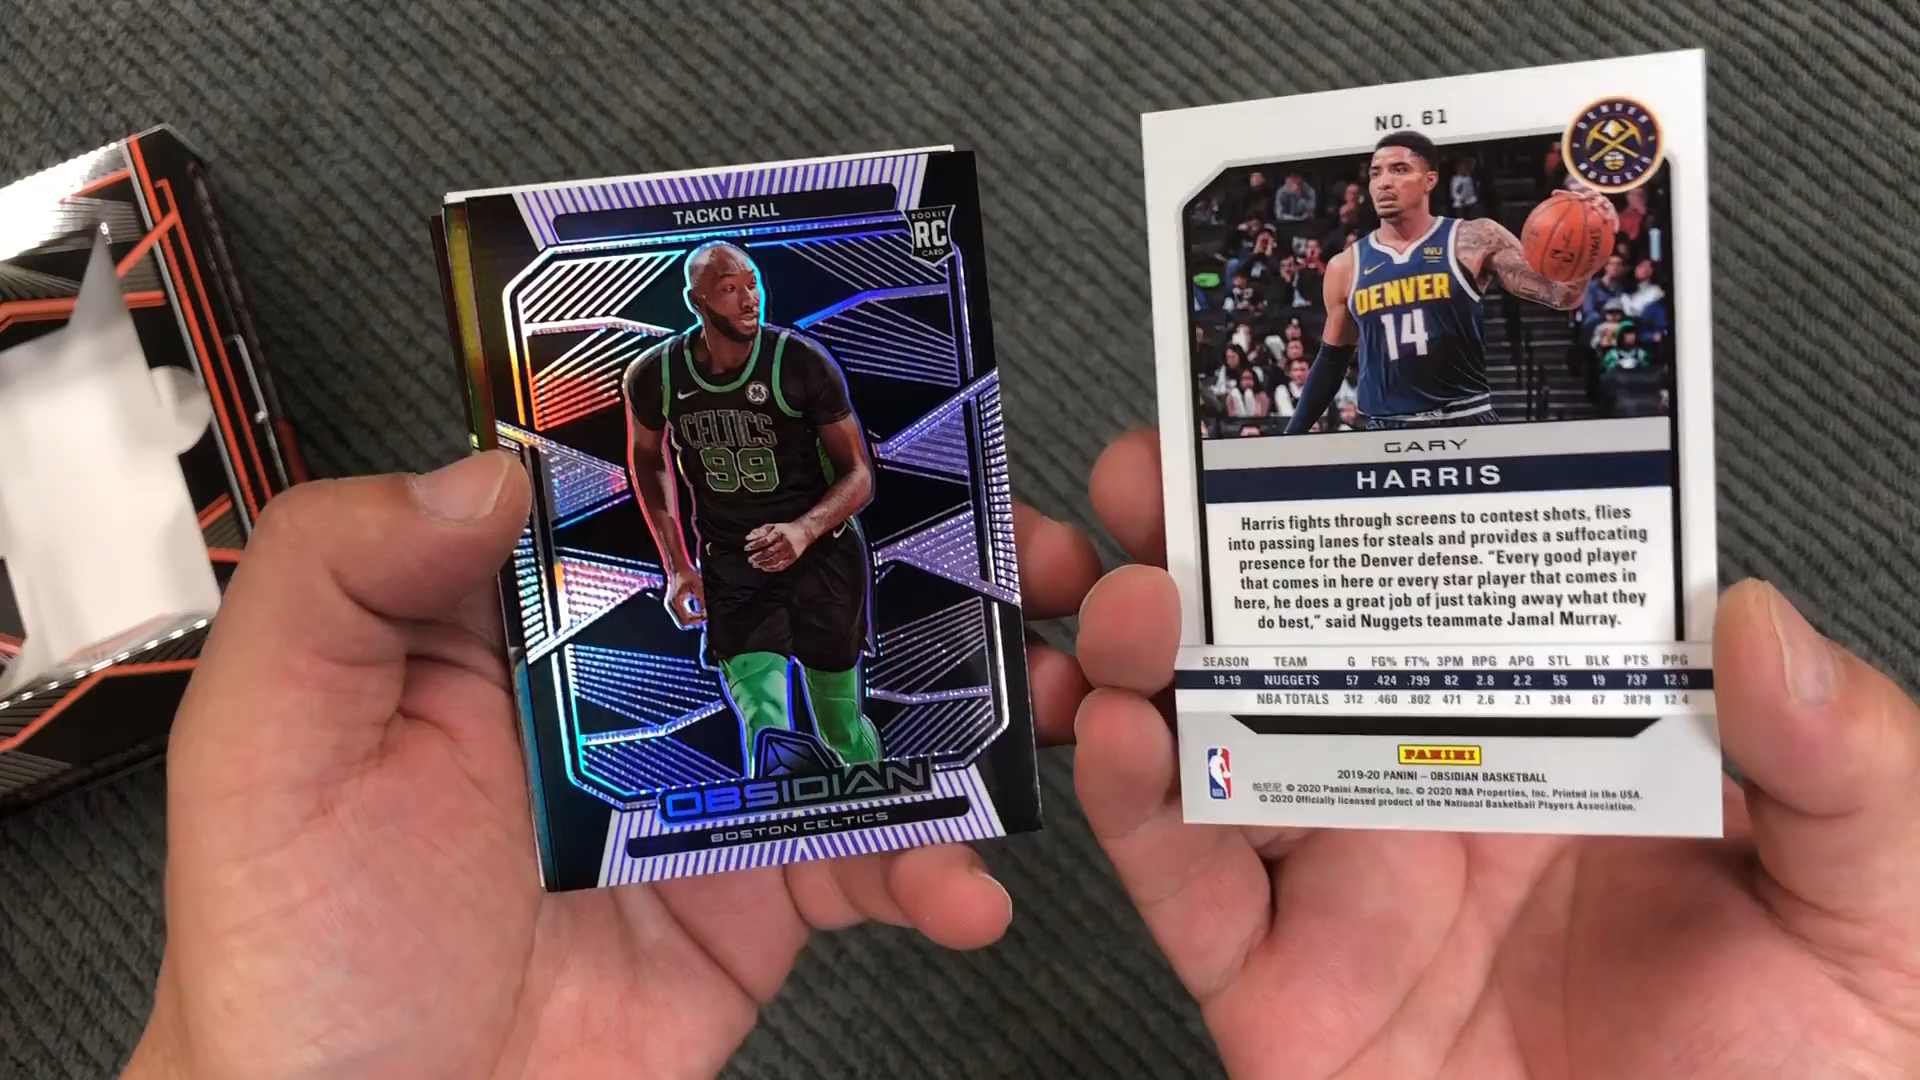 TACKO FALL
ROOKIE
RC
CARD
CELTICS
99
OBSIDIAN
BOSTON CELTICS
NO. 61
DENVER
NUGGETS
WU
DENVER
14
GARY
HARRIS
Harris fights through screens to contest shots, flies
into passing lanes for steals and provides a suffocating
presence for the Denver defense. "Every good player
that comes in here or every star player that comes in
here, he does a great job of just taking away what they
do best," said Nuggets teammate Jamal Murray.
SEASON TEAM G FG% FT% 3PM RPG APG STL BLK PTS PPG
18-19 NUGGETS 57 .424 .799 82 2.8 2.2 55 19 737 12.9
NBA TOTALS 312 .460 .802 471 2.6 2.1 384 67 3878 12.4
PANINI
NBA
2019-20 PANINI – OBSIDIAN BASKETBALL
帕尼尼 © 2020 Panini America, Inc. © 2020 NBA Properties, Inc. Printed in the USA.
© 2020 Officially licensed product of the National Basketball Players Association.